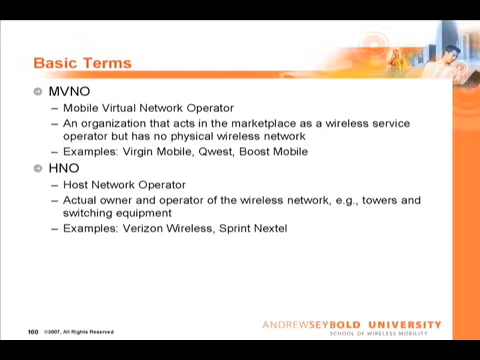 Basic Terms
MVNO
– Mobile Virtual Network Operator
– An organization that acts in the marketplace as a wireless service
operator but has no physical wireless network
– Examples: Virgin Mobile, Qwest, Boost Mobile
HNO
– Host Network Operator
– Actual owner and operator of the wireless network, e.g., towers and
switching equipment
– Examples: Verizon Wireless, Sprint Nextel
ANDREWSEYBOLD UNIVERSITY
SCHOOL OF WIRELESS MOBILITY
160 ©2007, All Rights Reserved